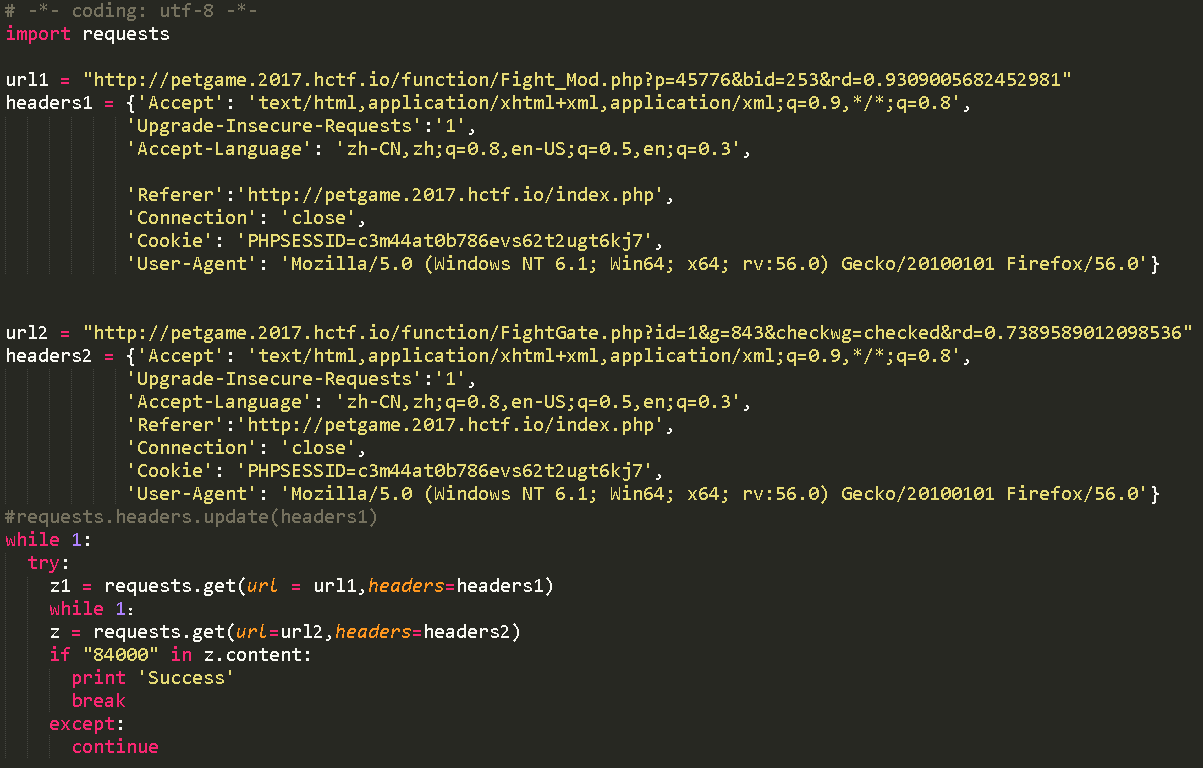 # -*- coding: utf-8 -*-
import requests

url1 = "http://petgame.2017.hctf.io/function/Fight_Mod.php?p=45776&bid=253&rd=0.9309005682452981"
headers1 = {'Accept': 'text/html,application/xhtml+xml,application/xml;q=0.9,*/*;q=0.8',
           'Upgrade-Insecure-Requests':'1',
           'Accept-Language': 'zh-CN,zh;q=0.8,en-US;q=0.5,en;q=0.3',

           'Referer':'http://petgame.2017.hctf.io/index.php',
           'Connection': 'close',
           'Cookie': 'PHPSESSID=c3m44at0b786evs62t2ugt6kj7',
           'User-Agent': 'Mozilla/5.0 (Windows NT 6.1; Win64; x64; rv:56.0) Gecko/20100101 Firefox/56.0'}


url2 = "http://petgame.2017.hctf.io/function/FightGate.php?id=1&g=843&checkwg=checked&rd=0.7389589012098536"
headers2 = {'Accept': 'text/html,application/xhtml+xml,application/xml;q=0.9,*/*;q=0.8',
           'Upgrade-Insecure-Requests':'1',
           'Accept-Language': 'zh-CN,zh;q=0.8,en-US;q=0.5,en;q=0.3',
           'Referer':'http://petgame.2017.hctf.io/index.php',
           'Connection': 'close',
           'Cookie': 'PHPSESSID=c3m44at0b786evs62t2ugt6kj7',
           'User-Agent': 'Mozilla/5.0 (Windows NT 6.1; Win64; x64; rv:56.0) Gecko/20100101 Firefox/56.0'}
#requests.headers.update(headers1)
while 1:
  try:
    z1 = requests.get(url = url1,headers=headers1)
    while 1:
    z = requests.get(url=url2,headers=headers2)
    if "84000" in z.content:
      print 'Success'
      break
    except:
      continue